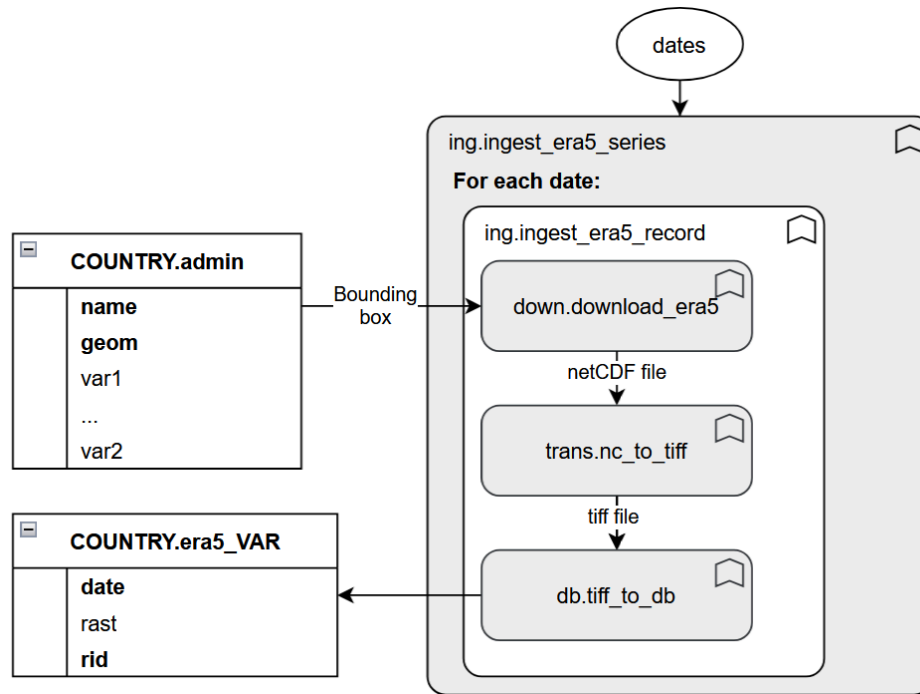 dates
ing.ingest_era5_series
For each date:
ing.ingest_era5_record
COUNTRY.admin
name
geom
var1
...
var2
Bounding
box
down.download_era5
netCDF file
trans.nc_to_tiff
tiff file
db.tiff_to_db
COUNTRY.era5_VAR
date
rast
rid